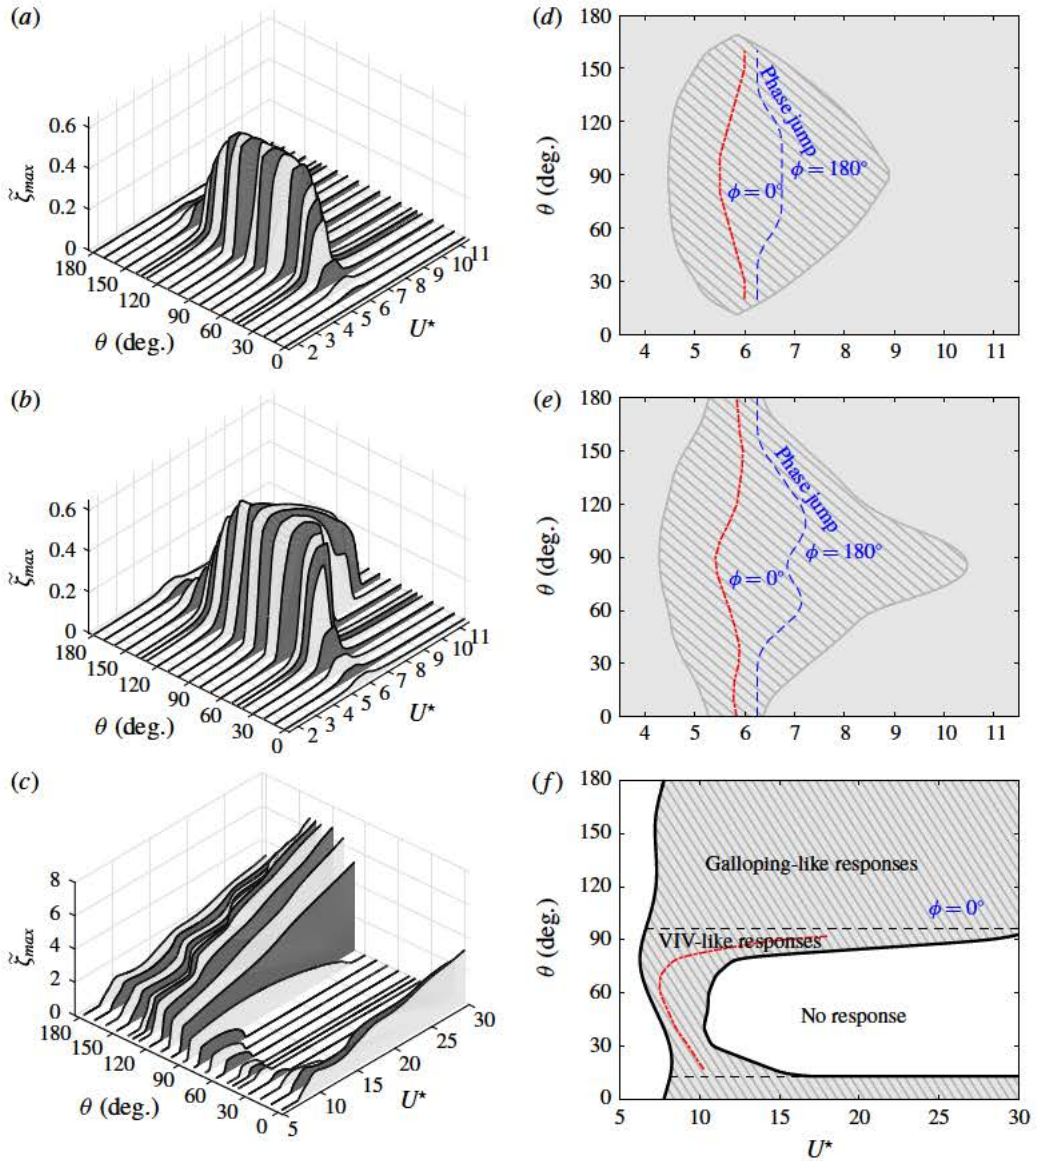 (a)
0.6
0.4
0.2
0
ζ̃max
180
150
120
90
60
30
0
θ (deg.)
2
3
4
5
6
7
8
9
10
11
U*
(d)
180
150
120
90
60
30
0
θ (deg.)
Phase jump
ϕ = 180°
ϕ = 0°
4 5 6 7 8 9 10 11
(b)
0.6
0.4
0.2
0
ζ̃max
180
150
120
90
60
30
0
θ (deg.)
2
3
4
5
6
7
8
9
10
11
U*
(e)
180
150
120
90
60
30
0
θ (deg.)
Phase jump
ϕ = 180°
ϕ = 0°
4 5 6 7 8 9 10 11
(c)
8
6
4
2
0
ζ̃max
180
150
120
90
60
30
0
θ (deg.)
5
10
15
20
25
30
U*
(f)
180
150
120
90
60
30
0
θ (deg.)
Galloping-like responses
ϕ = 0°
VIV-like responses
No response
5 10 15 20 25 30
U*